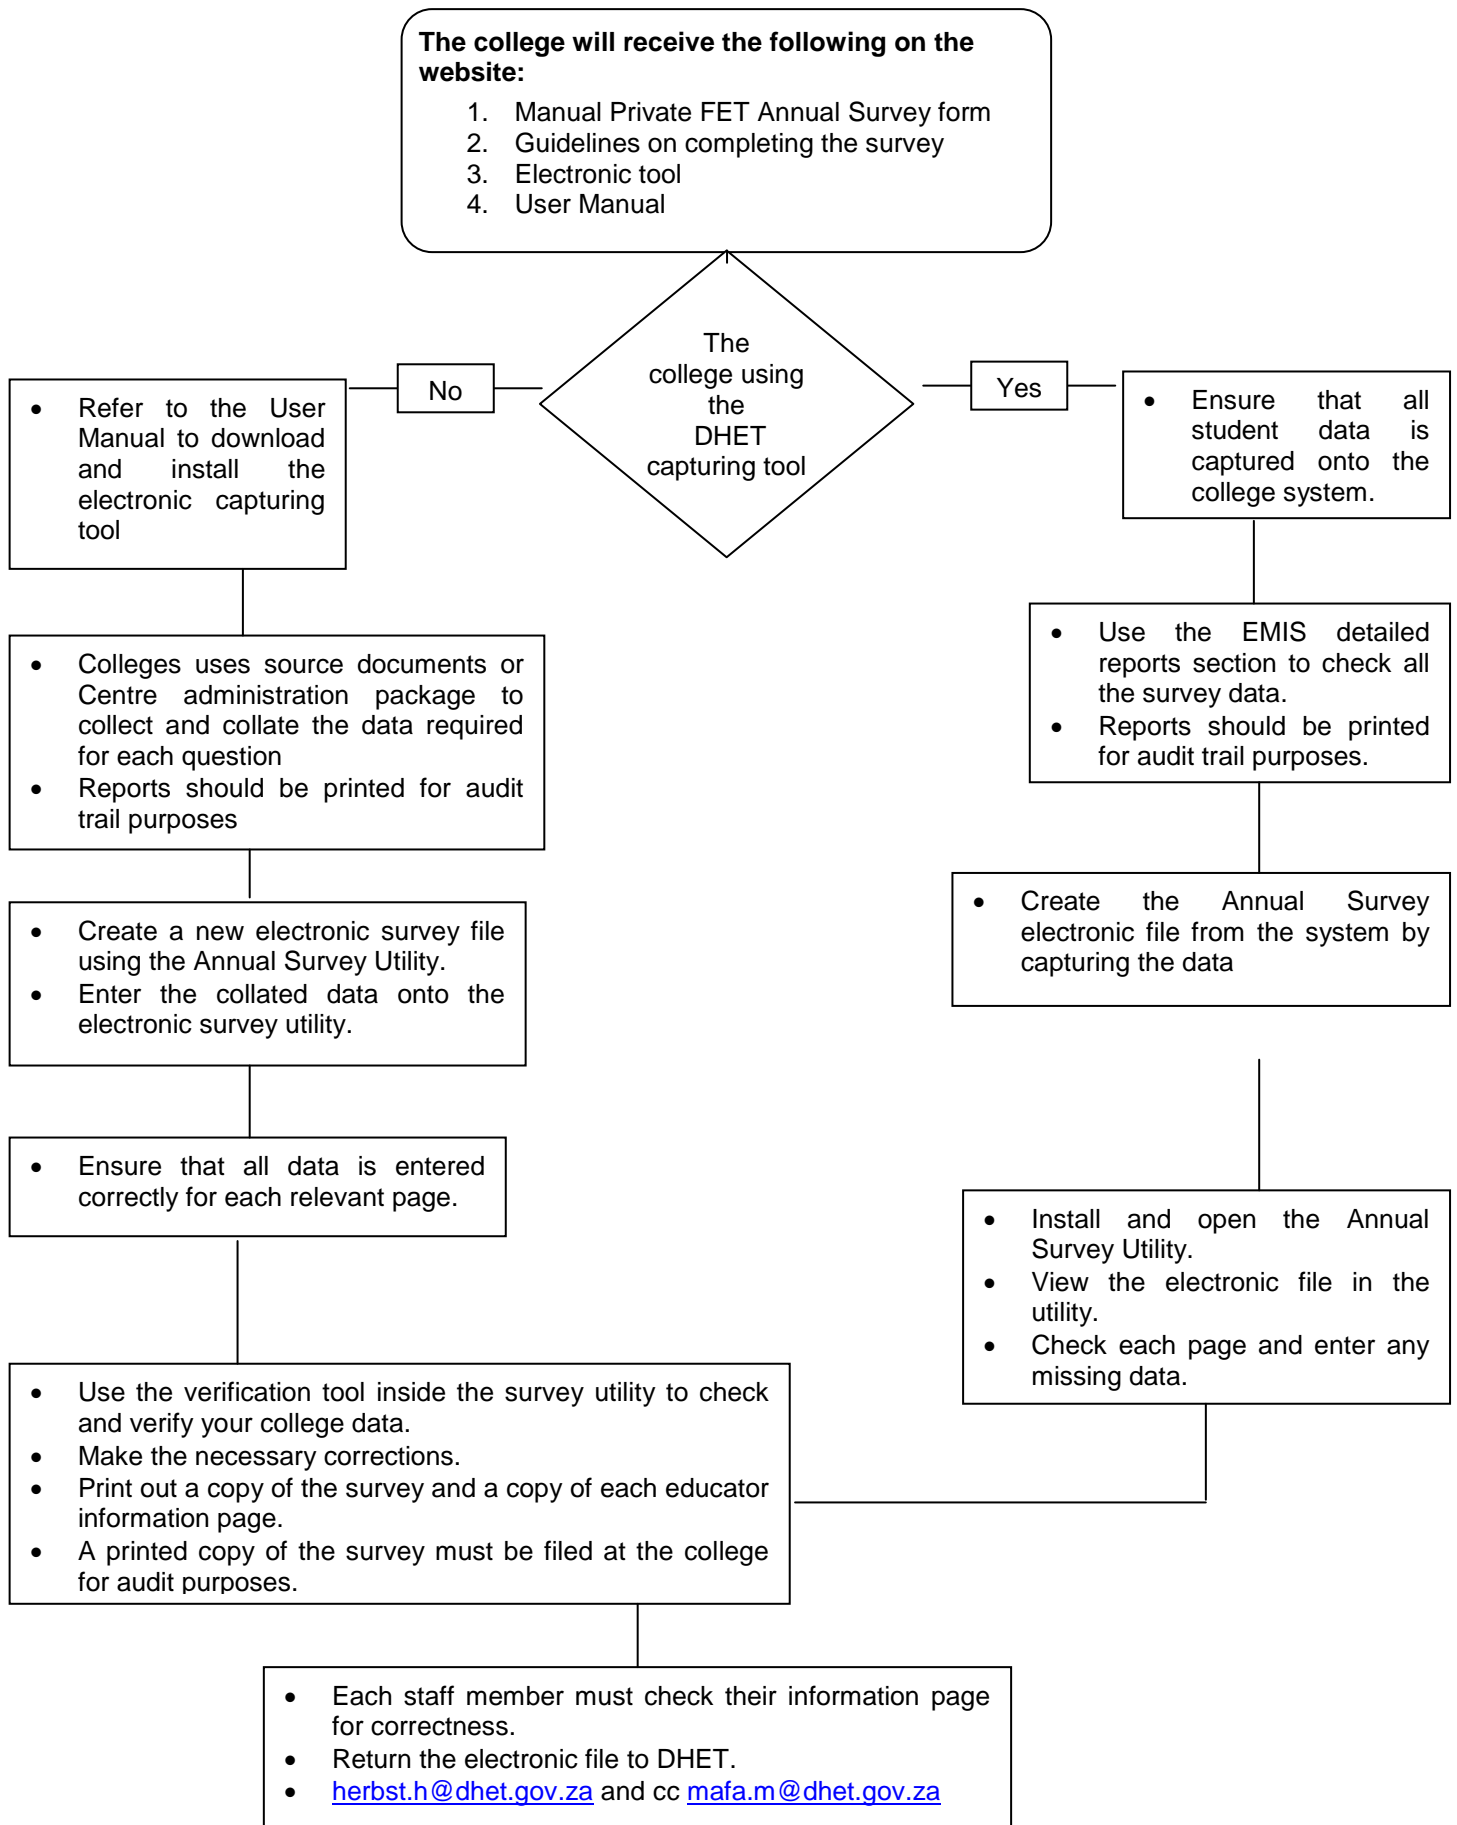 The college will receive the following on the
website:
1. Manual Private FET Annual Survey form
2. Guidelines on completing the survey
3. Electronic tool
4. User Manual
The
college using
the
DHET
capturing tool
No
Yes
• Refer to the User
Manual to download
and install the
electronic capturing
tool
• Colleges uses source documents or
Centre administration package to
collect and collate the data required
for each question
• Reports should be printed for audit
trail purposes
• Create a new electronic survey file
using the Annual Survey Utility.
• Enter the collated data onto the
electronic survey utility.
• Ensure that all data is entered
correctly for each relevant page.
• Ensure that all
student data is
captured onto the
college system.
• Use the EMIS detailed
reports section to check all
the survey data.
• Reports should be printed
for audit trail purposes.
• Create the Annual Survey
electronic file from the system by
capturing the data
• Install and open the Annual
Survey Utility.
• View the electronic file in the
utility.
• Check each page and enter any
missing data.
• Use the verification tool inside the survey utility to check
and verify your college data.
• Make the necessary corrections.
• Print out a copy of the survey and a copy of each educator
information page.
• A printed copy of the survey must be filed at the college
for audit purposes.
• Each staff member must check their information page
for correctness.
• Return the electronic file to DHET.
• herbst.h@dhet.gov.za and cc mafa.m@dhet.gov.za